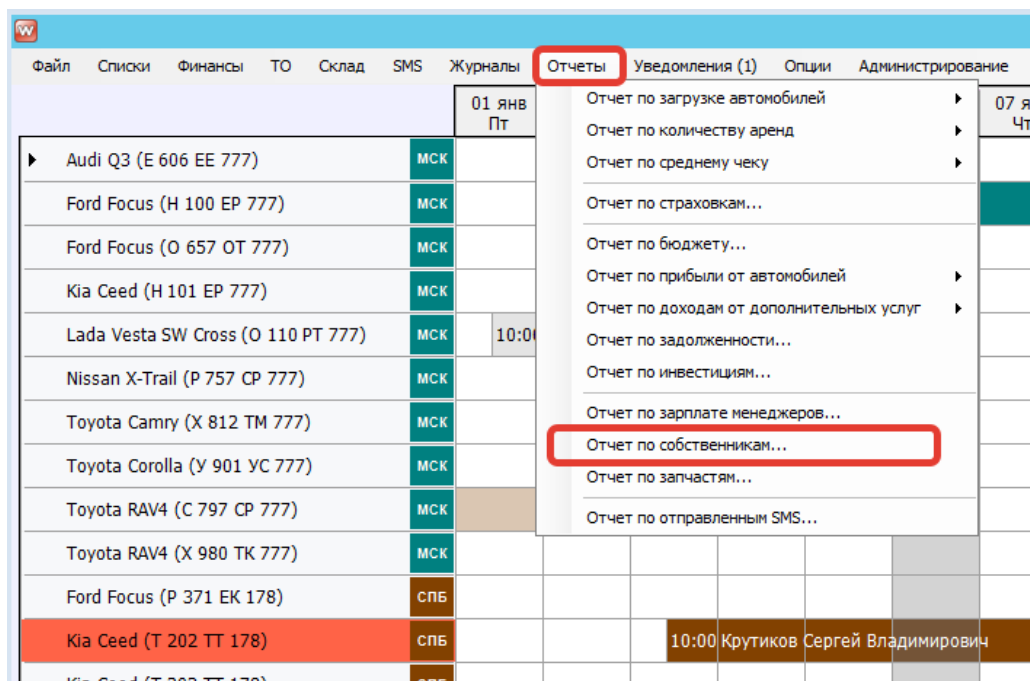 W
Файл Списки Финансы ТО Склад SMS Журналы Отчеты Уведомления (1) Опции Администрирование
01 янв
Пт
07 я
Чт
Отчет по загрузке автомобилей
Отчет по количеству аренд
Отчет по среднему чеку
Отчет по страховкам...
Отчет по бюджету...
Отчет по прибыли от автомобилей
Отчет по доходам от дополнительных услуг
Отчет по задолженности...
Отчет по инвестициям...
Отчет по зарплате менеджеров...
Отчет по собственникам...
Отчет по запчастям...
Отчет по отправленным SMS...
Audi Q3 (Е 606 ЕЕ 777) МСК
Ford Focus (Н 100 ЕР 777) МСК
Ford Focus (О 657 ОТ 777) МСК
Kia Ceed (Н 101 ЕР 777) МСК
Lada Vesta SW Cross (О 110 РТ 777) МСК 10:00
Nissan X-Trail (Р 757 СР 777) МСК
Toyota Camry (Х 812 ТМ 777) МСК
Toyota Corolla (У 901 УС 777) МСК
Toyota RAV4 (С 797 СР 777) МСК
Toyota RAV4 (Х 980 ТК 777) МСК
Ford Focus (Р 371 ЕК 178) СПБ
Kia Ceed (Т 202 ТТ 178) СПБ 10:00 Крутиков Сергей Владимирович